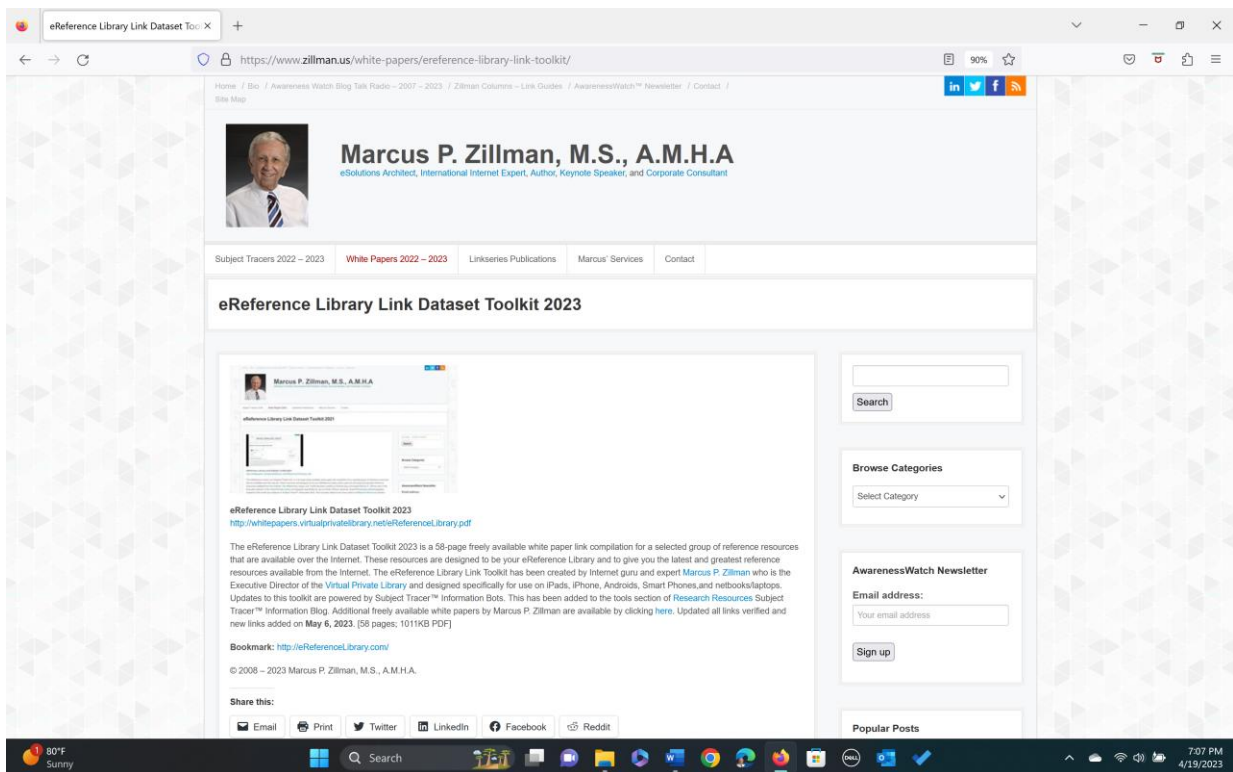 eReference Library Link Dataset Too
https://www.zillman.us/white-papers/ereference-library-link-toolkit/
90%
Home / Bio / Awareness Watch Blog Talk Radio – 2007 – 2023 / Zillman Columns – Link Guides / AwarenessWatch™ Newsletter / Contact /
Site Map
Marcus P. Zillman, M.S., A.M.H.A
eSolutions Architect, International Internet Expert, Author, Keynote Speaker, and Corporate Consultant
Subject Tracers 2022 – 2023
White Papers 2022 – 2023
Linkseries Publications
Marcus' Services
Contact
eReference Library Link Dataset Toolkit 2023
Marcus P. Zillman, M.S., A.M.H.A
eReference Library Link Dataset Toolkit 2021
eReference Library Link Dataset Toolkit 2023
http://whitepapers.virtualprivatelibrary.net/eReferenceLibrary.pdf
The eReference Library Link Dataset Toolkit 2023 is a 58-page freely available white paper link compilation for a selected group of reference resources
that are available over the Internet. These resources are designed to be your eReference Library and to give you the latest and greatest reference
resources available from the Internet. The eReference Library Link Toolkit has been created by Internet guru and expert Marcus P. Zillman who is the
Executive Director of the Virtual Private Library and designed specifically for use on iPads, iPhone, Androids, Smart Phones,and netbooks/laptops.
Updates to this toolkit are powered by Subject Tracer™ Information Bots. This has been added to the tools section of Research Resources Subject
Tracer™ Information Blog. Additional freely available white papers by Marcus P. Zillman are available by clicking here. Updated all links verified and
new links added on May 6, 2023. [58 pages; 1011KB PDF]
Bookmark: http://eReferenceLibrary.com/
© 2008 – 2023 Marcus P. Zillman, M.S., A.M.H.A.
Share this:
Email
Print
Twitter
LinkedIn
Facebook
Reddit
Search
Browse Categories
Select Category
AwarenessWatch Newsletter
Email address:
Your email address
Sign up
Popular Posts
1
80°F
Sunny
Search
DELL
7:07 PM
4/19/2023